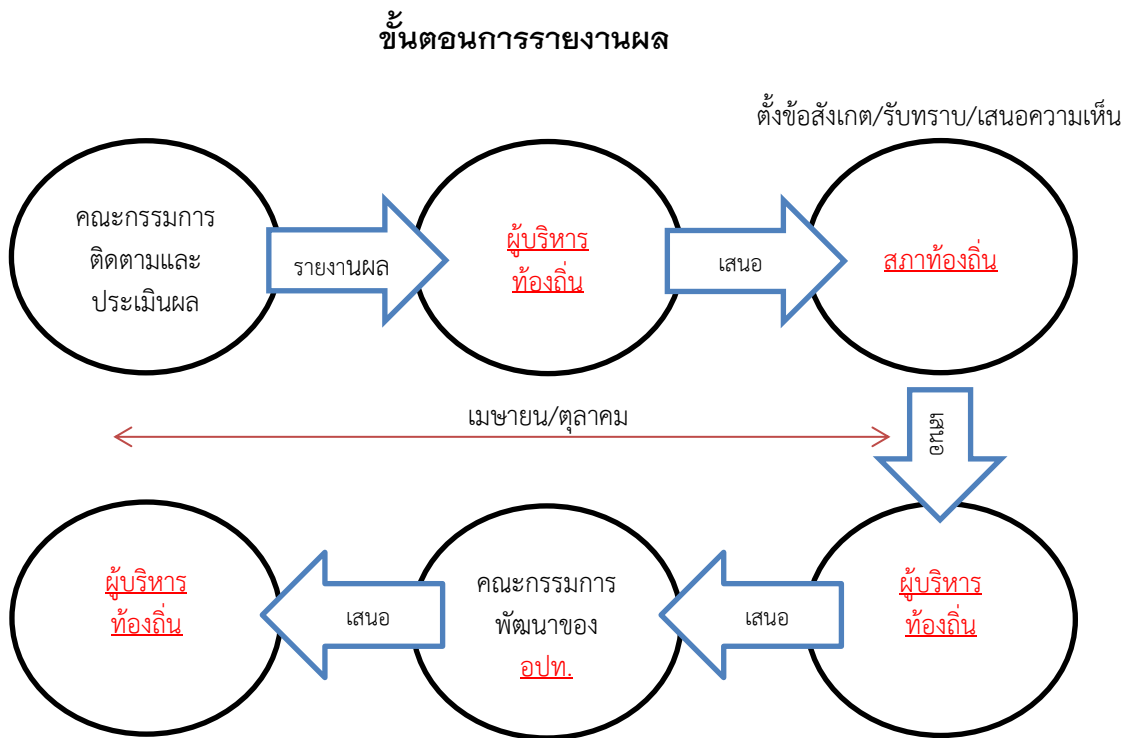 ขั้นตอนการรายงานผล
ตั้งข้อสังเกต/รับทราบ/เสนอความเห็น
คณะกรรมการ
ติดตามและ
ประเมินผล
รายงานผล
ผู้บริหาร
ท้องถิ่น
เสนอ
สภาท้องถิ่น
เมษายน/ตุลาคม
เสนอ
ผู้บริหาร
ท้องถิ่น
เสนอ
คณะกรรมการ
พัฒนาของ
อปท.
เสนอ
ผู้บริหาร
ท้องถิ่น